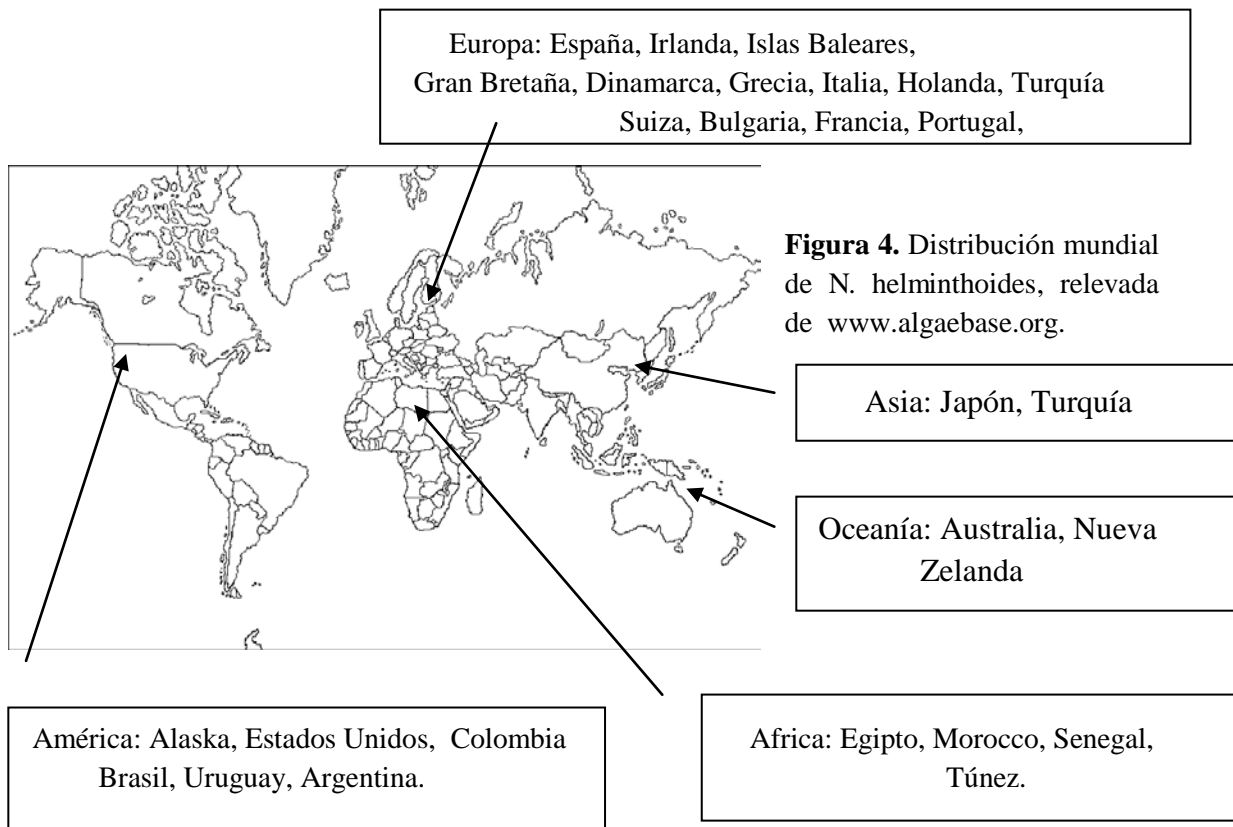 Europa: España, Irlanda, Islas Baleares,
Gran Bretaña, Dinamarca, Grecia, Italia, Holanda, Turquía
Suiza, Bulgaria, Francia, Portugal,
Figura 4. Distribución mundial
de N. helminthoides, relevada
de www.algaebase.org.
Asia: Japón, Turquía
Oceanía: Australia, Nueva
Zelanda
América: Alaska, Estados Unidos, Colombia
Brasil, Uruguay, Argentina.
Africa: Egipto, Morocco, Senegal,
Túnez.